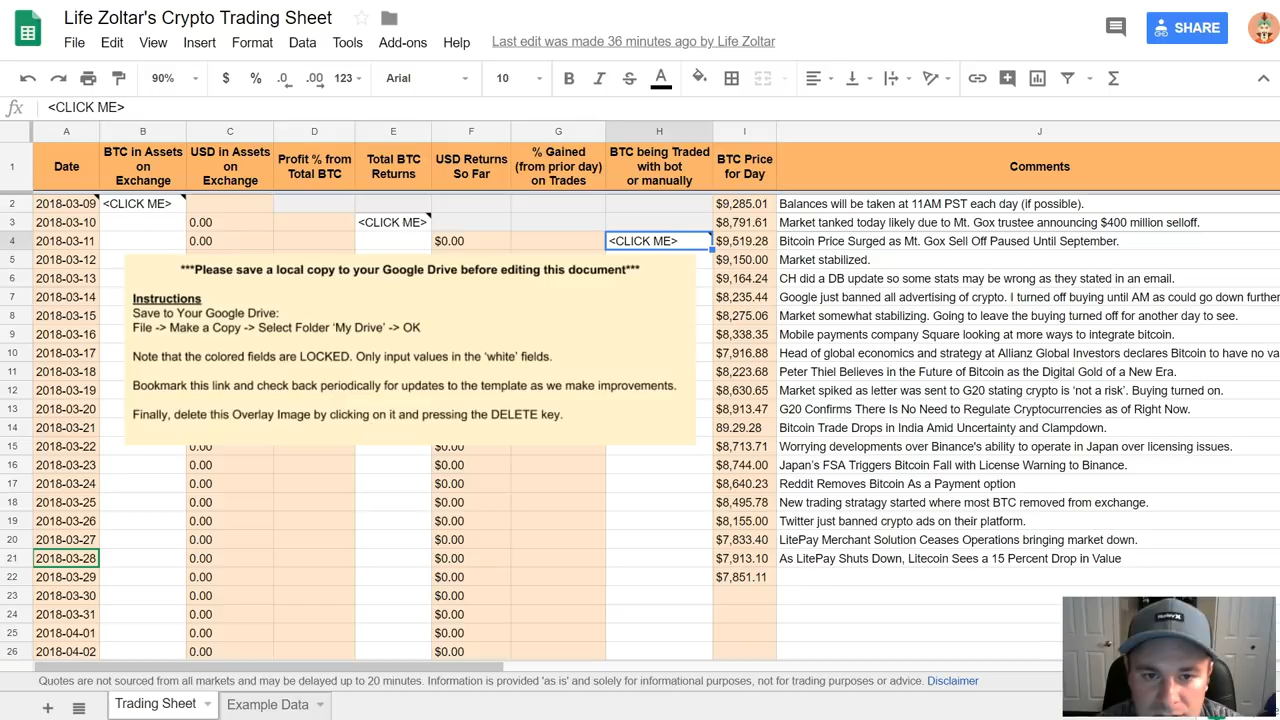 Life Zoltar's Crypto Trading Sheet
File Edit View Insert Format Data Tools Add-ons Help Last edit was made 36 minutes ago by Life Zoltar
SHARE
90% $ % .0 .00 123 Arial 10 B I S A Σ
fx <CLICK ME>
A B C D E F G H I J
1 Date BTC in Assets on Exchange USD in Assets on Exchange Profit % from Total BTC Total BTC Returns USD Returns So Far % Gained (from prior day) on Trades BTC being Traded with bot or manually BTC Price for Day Comments
2 2018-03-09 <CLICK ME> $9,285.01 Balances will be taken at 11AM PST each day (if possible).
3 2018-03-10 0.00 <CLICK ME> $8,791.61 Market tanked today likely due to Mt. Gox trustee announcing $400 million selloff.
4 2018-03-11 0.00 $0.00 <CLICK ME> $9,519.28 Bitcoin Price Surged as Mt. Gox Sell Off Paused Until September.
5 2018-03-12 $9,150.00 Market stabilized.
6 2018-03-13 $9,164.24 CH did a DB update so some stats may be wrong as they stated in an email.
7 2018-03-14 $8,235.44 Google just banned all advertising of crypto. I turned off buying until AM as could go down further
8 2018-03-15 $8,275.06 Market somewhat stabilizing. Going to leave the buying turned off for another day to see.
9 2018-03-16 $8,338.35 Mobile payments company Square looking at more ways to integrate bitcoin.
10 2018-03-17 $7,916.88 Head of global economics and strategy at Allianz Global Investors declares Bitcoin to have no va
11 2018-03-18 $8,223.68 Peter Thiel Believes in the Future of Bitcoin as the Digital Gold of a New Era.
12 2018-03-19 $8,630.65 Market spiked as letter was sent to G20 stating crypto is 'not a risk'. Buying turned on.
13 2018-03-20 $8,913.47 G20 Confirms There Is No Need to Regulate Cryptocurrencies as of Right Now.
14 2018-03-21 89.29.28 Bitcoin Trade Drops in India Amid Uncertainty and Clampdown.
15 2018-03-22 0.00 $0.00 $8,713.71 Worrying developments over Binance's ability to operate in Japan over licensing issues.
16 2018-03-23 0.00 $0.00 $8,744.00 Japan's FSA Triggers Bitcoin Fall with License Warning to Binance.
17 2018-03-24 0.00 $0.00 $8,640.23 Reddit Removes Bitcoin As a Payment option
18 2018-03-25 0.00 $0.00 $8,495.78 New trading stratagy started where most BTC removed from exchange.
19 2018-03-26 0.00 $0.00 $8,155.00 Twitter just banned crypto ads on their platform.
20 2018-03-27 0.00 $0.00 $7,833.40 LitePay Merchant Solution Ceases Operations bringing market down.
21 2018-03-28 0.00 $0.00 $7,913.10 As LitePay Shuts Down, Litecoin Sees a 15 Percent Drop in Value
22 2018-03-29 0.00 $0.00 $7,851.11
23 2018-03-30 0.00 $0.00
24 2018-03-31 0.00 $0.00
25 2018-04-01 0.00 $0.00
26 2018-04-02 0.00 $0.00
***Please save a local copy to your Google Drive before editing this document***
Instructions
Save to Your Google Drive:
File -> Make a Copy -> Select Folder 'My Drive' -> OK
Note that the colored fields are LOCKED. Only input values in the 'white' fields.
Bookmark this link and check back periodically for updates to the template as we make improvements.
Finally, delete this Overlay Image by clicking on it and pressing the DELETE key.
Quotes are not sourced from all markets and may be delayed up to 20 minutes. Information is provided 'as is' and solely for informational purposes, not for trading purposes or advice. Disclaimer
Trading Sheet Example Data